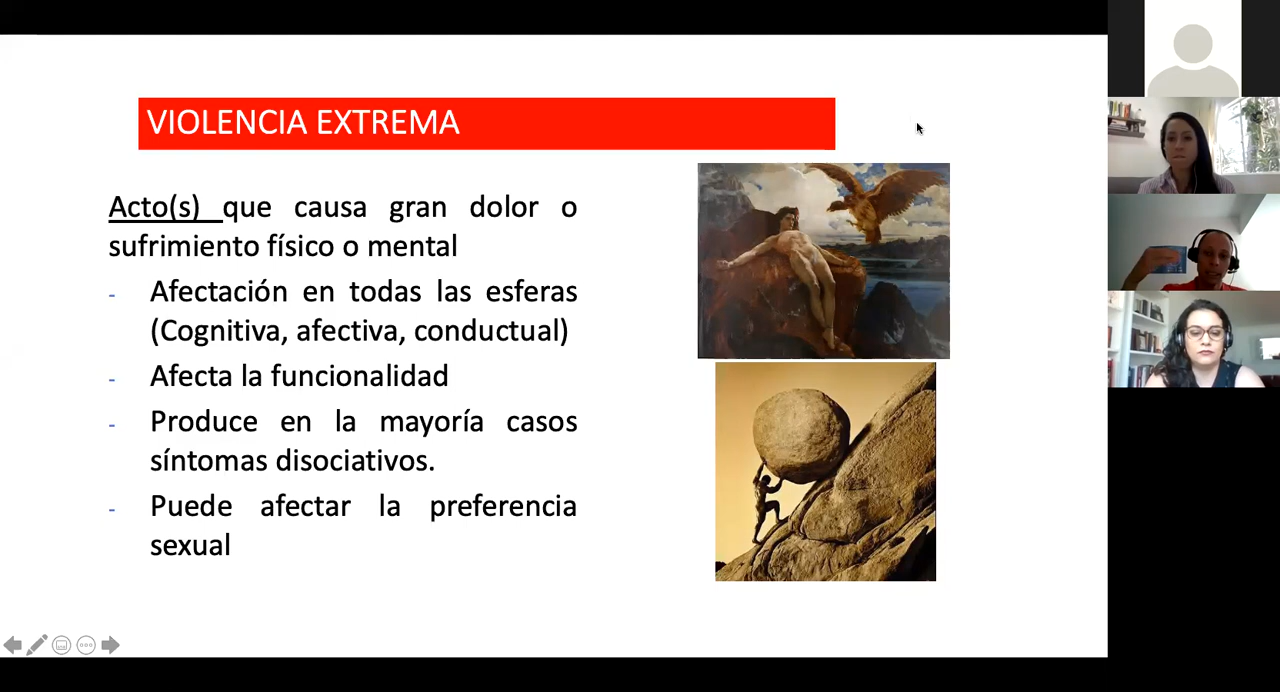 VIOLENCIA EXTREMA
Acto(s) que causa gran dolor o
sufrimiento físico o mental
- Afectación en todas las esferas
(Cognitiva, afectiva, conductual)
- Afecta la funcionalidad
- Produce en la mayoría casos
síntomas disociativos.
- Puede afectar la preferencia
sexual